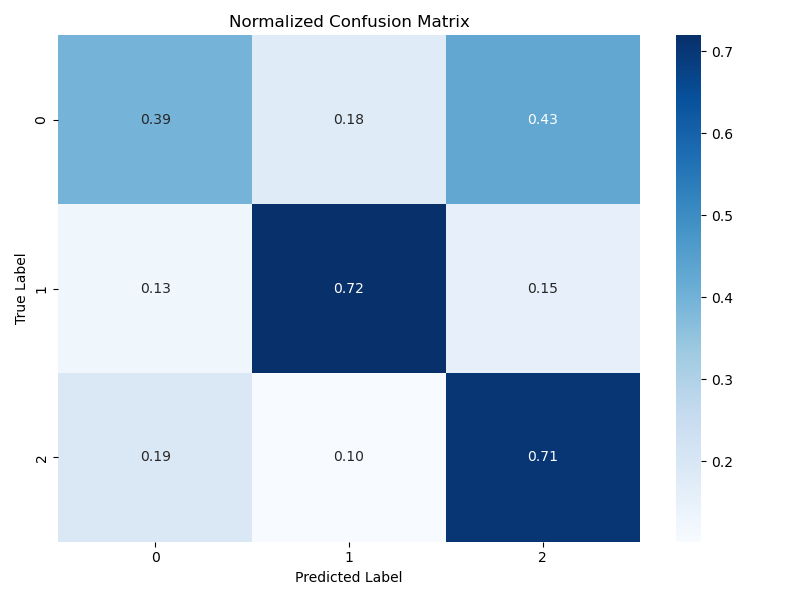 Normalized Confusion Matrix
True Label
0
0.39 0.18 0.43
1
0.13 0.72 0.15
2
0.19 0.10 0.71
0 1 2
Predicted Label
0.7
0.6
0.5
0.4
0.3
0.2